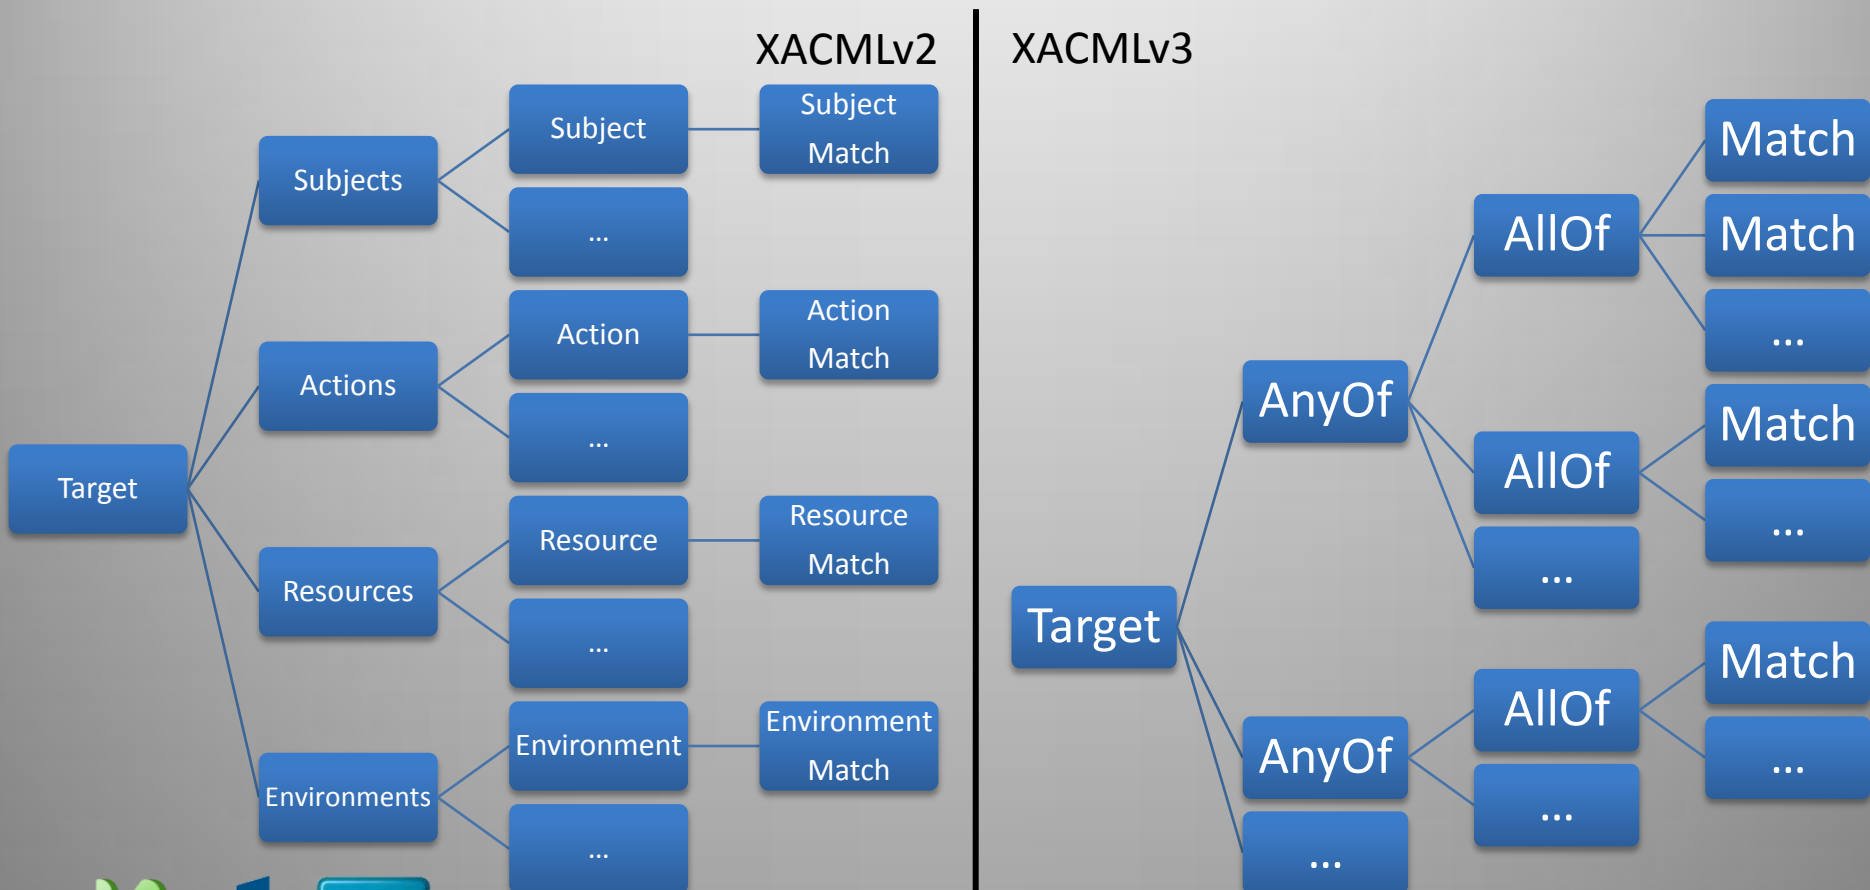 XACMLv2
Target
Subjects
Subject
Subject
Match
...
Actions
Action
Action
Match
...
Resources
Resource
Resource
Match
...
Environments
Environment
Environment
Match
...
XACMLv3
Target
AnyOf
AllOf
Match
Match
...
AllOf
Match
...
...
AnyOf
AllOf
Match
...
...
...